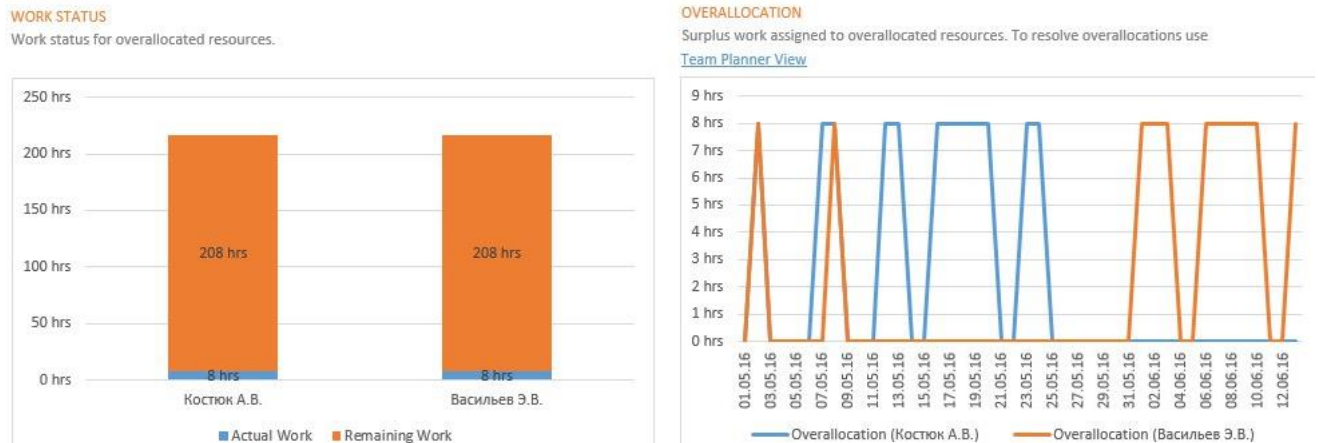 WORK STATUS
Work status for overallocated resources.
250 hrs
200 hrs
150 hrs
100 hrs
50 hrs
0 hrs
208 hrs
208 hrs
8 hrs
8 hrs
Костюк А.В.
Васильев Э.В.
Actual Work
Remaining Work
OVERALLOCATION
Surplus work assigned to overallocated resources. To resolve overallocations use
Team Planner View
9 hrs
8 hrs
7 hrs
6 hrs
5 hrs
4 hrs
3 hrs
2 hrs
1 hrs
0 hrs
01.05.16
03.05.16
05.05.16
07.05.16
09.05.16
11.05.16
13.05.16
15.05.16
17.05.16
19.05.16
21.05.16
23.05.16
25.05.16
27.05.16
29.05.16
31.05.16
02.06.16
04.06.16
06.06.16
08.06.16
10.06.16
12.06.16
Overallocation (Костюк А.В.)
Overallocation (Васильев Э.В.)